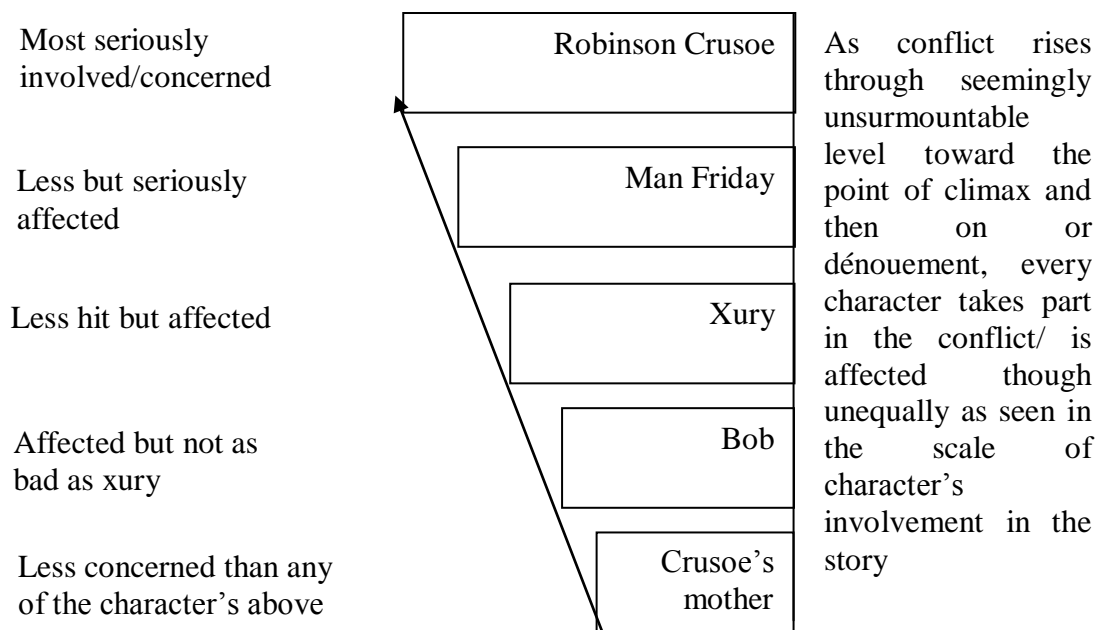 Most seriously
involved/concerned
Robinson Crusoe
Less but seriously
affected
Man Friday
Less hit but affected
Xury
Affected but not as
bad as xury
Bob
Less concerned than any
of the character’s above
Crusoe’s
mother
As conflict rises
through seemingly
unsurmountable
level toward the
point of climax and
then on or
dénouement, every
character takes part
in the conflict/ is
affected though
unequally as seen in
the scale of
character’s
involvement in the
story